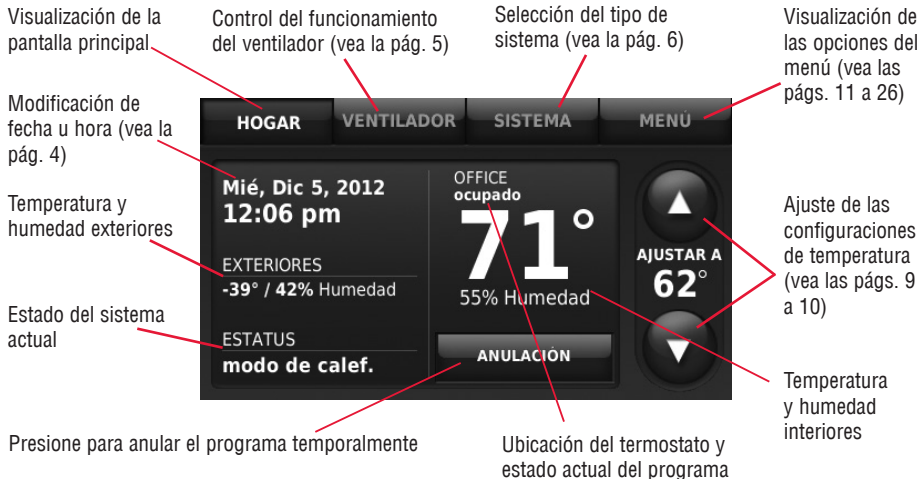 Visualización de la
pantalla principal
Control del funcionamiento
del ventilador (vea la pág. 5)
Selección del tipo de
sistema (vea la pág. 6)
Visualización de
las opciones del
menú (vea las
págs. 11 a 26)
Modificación de
fecha u hora (vea la
pág. 4)
Temperatura y
humedad exteriores
Estado del sistema
actual
HOGAR
VENTILADOR
SISTEMA
MENÙ
Mié, Dic 5, 2012
12:06 pm
EXTERIORES
-39° / 42% Humedad
ESTATUS
modo de calef.
OFFICE
ocupado
71°
55% Humedad
ANULACIÒN
AJUSTAR A
62°
Ajuste de las
configuraciones
de temperatura
(vea las págs. 9
a 10)
Temperatura
y humedad
interiores
Presione para anular el programa temporalmente
Ubicación del termostato y
estado actual del programa